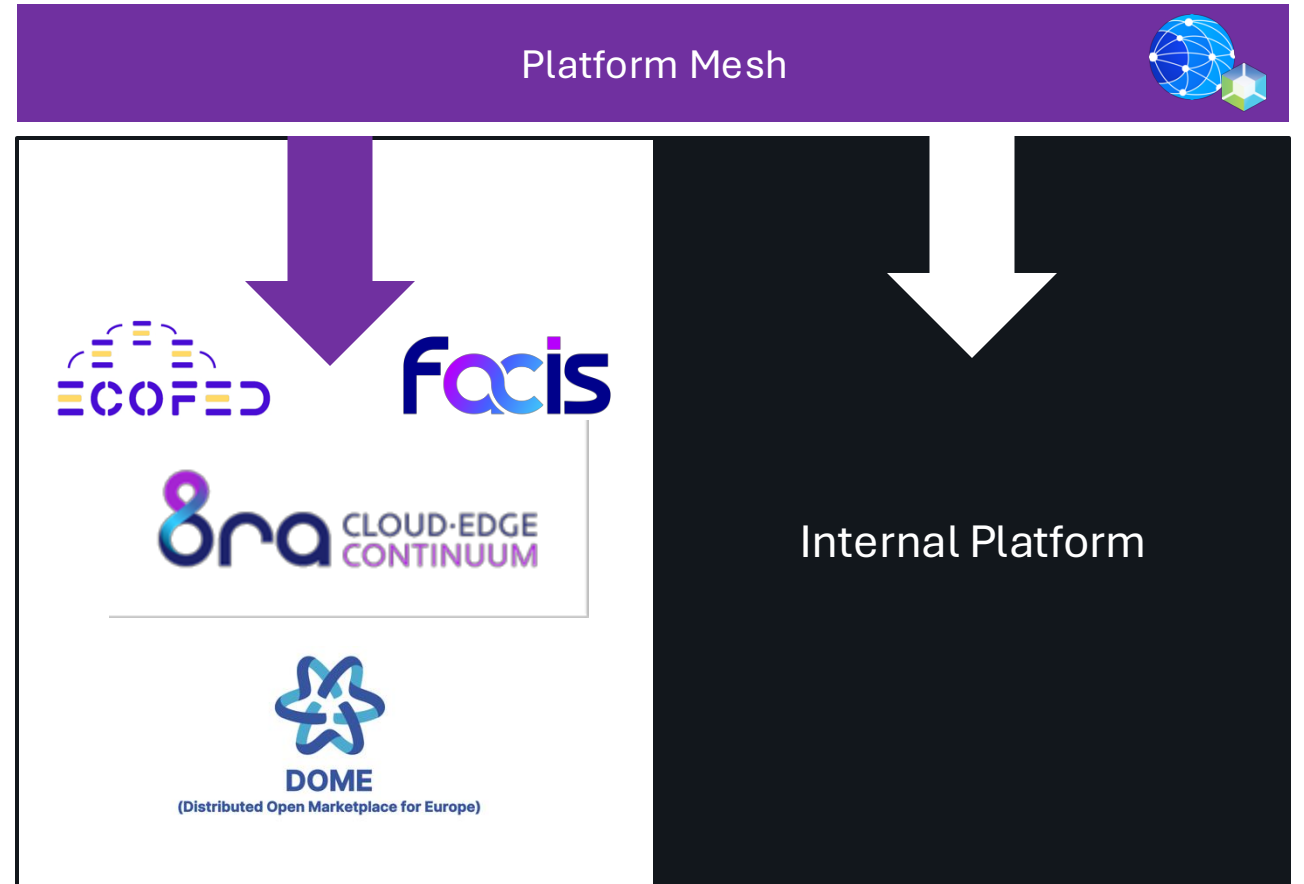 Platform Mesh
ECOFED
facis
8ra CLOUD·EDGE
CONTINUUM
Internal Platform
DOME
(Distributed Open Marketplace for Europe)